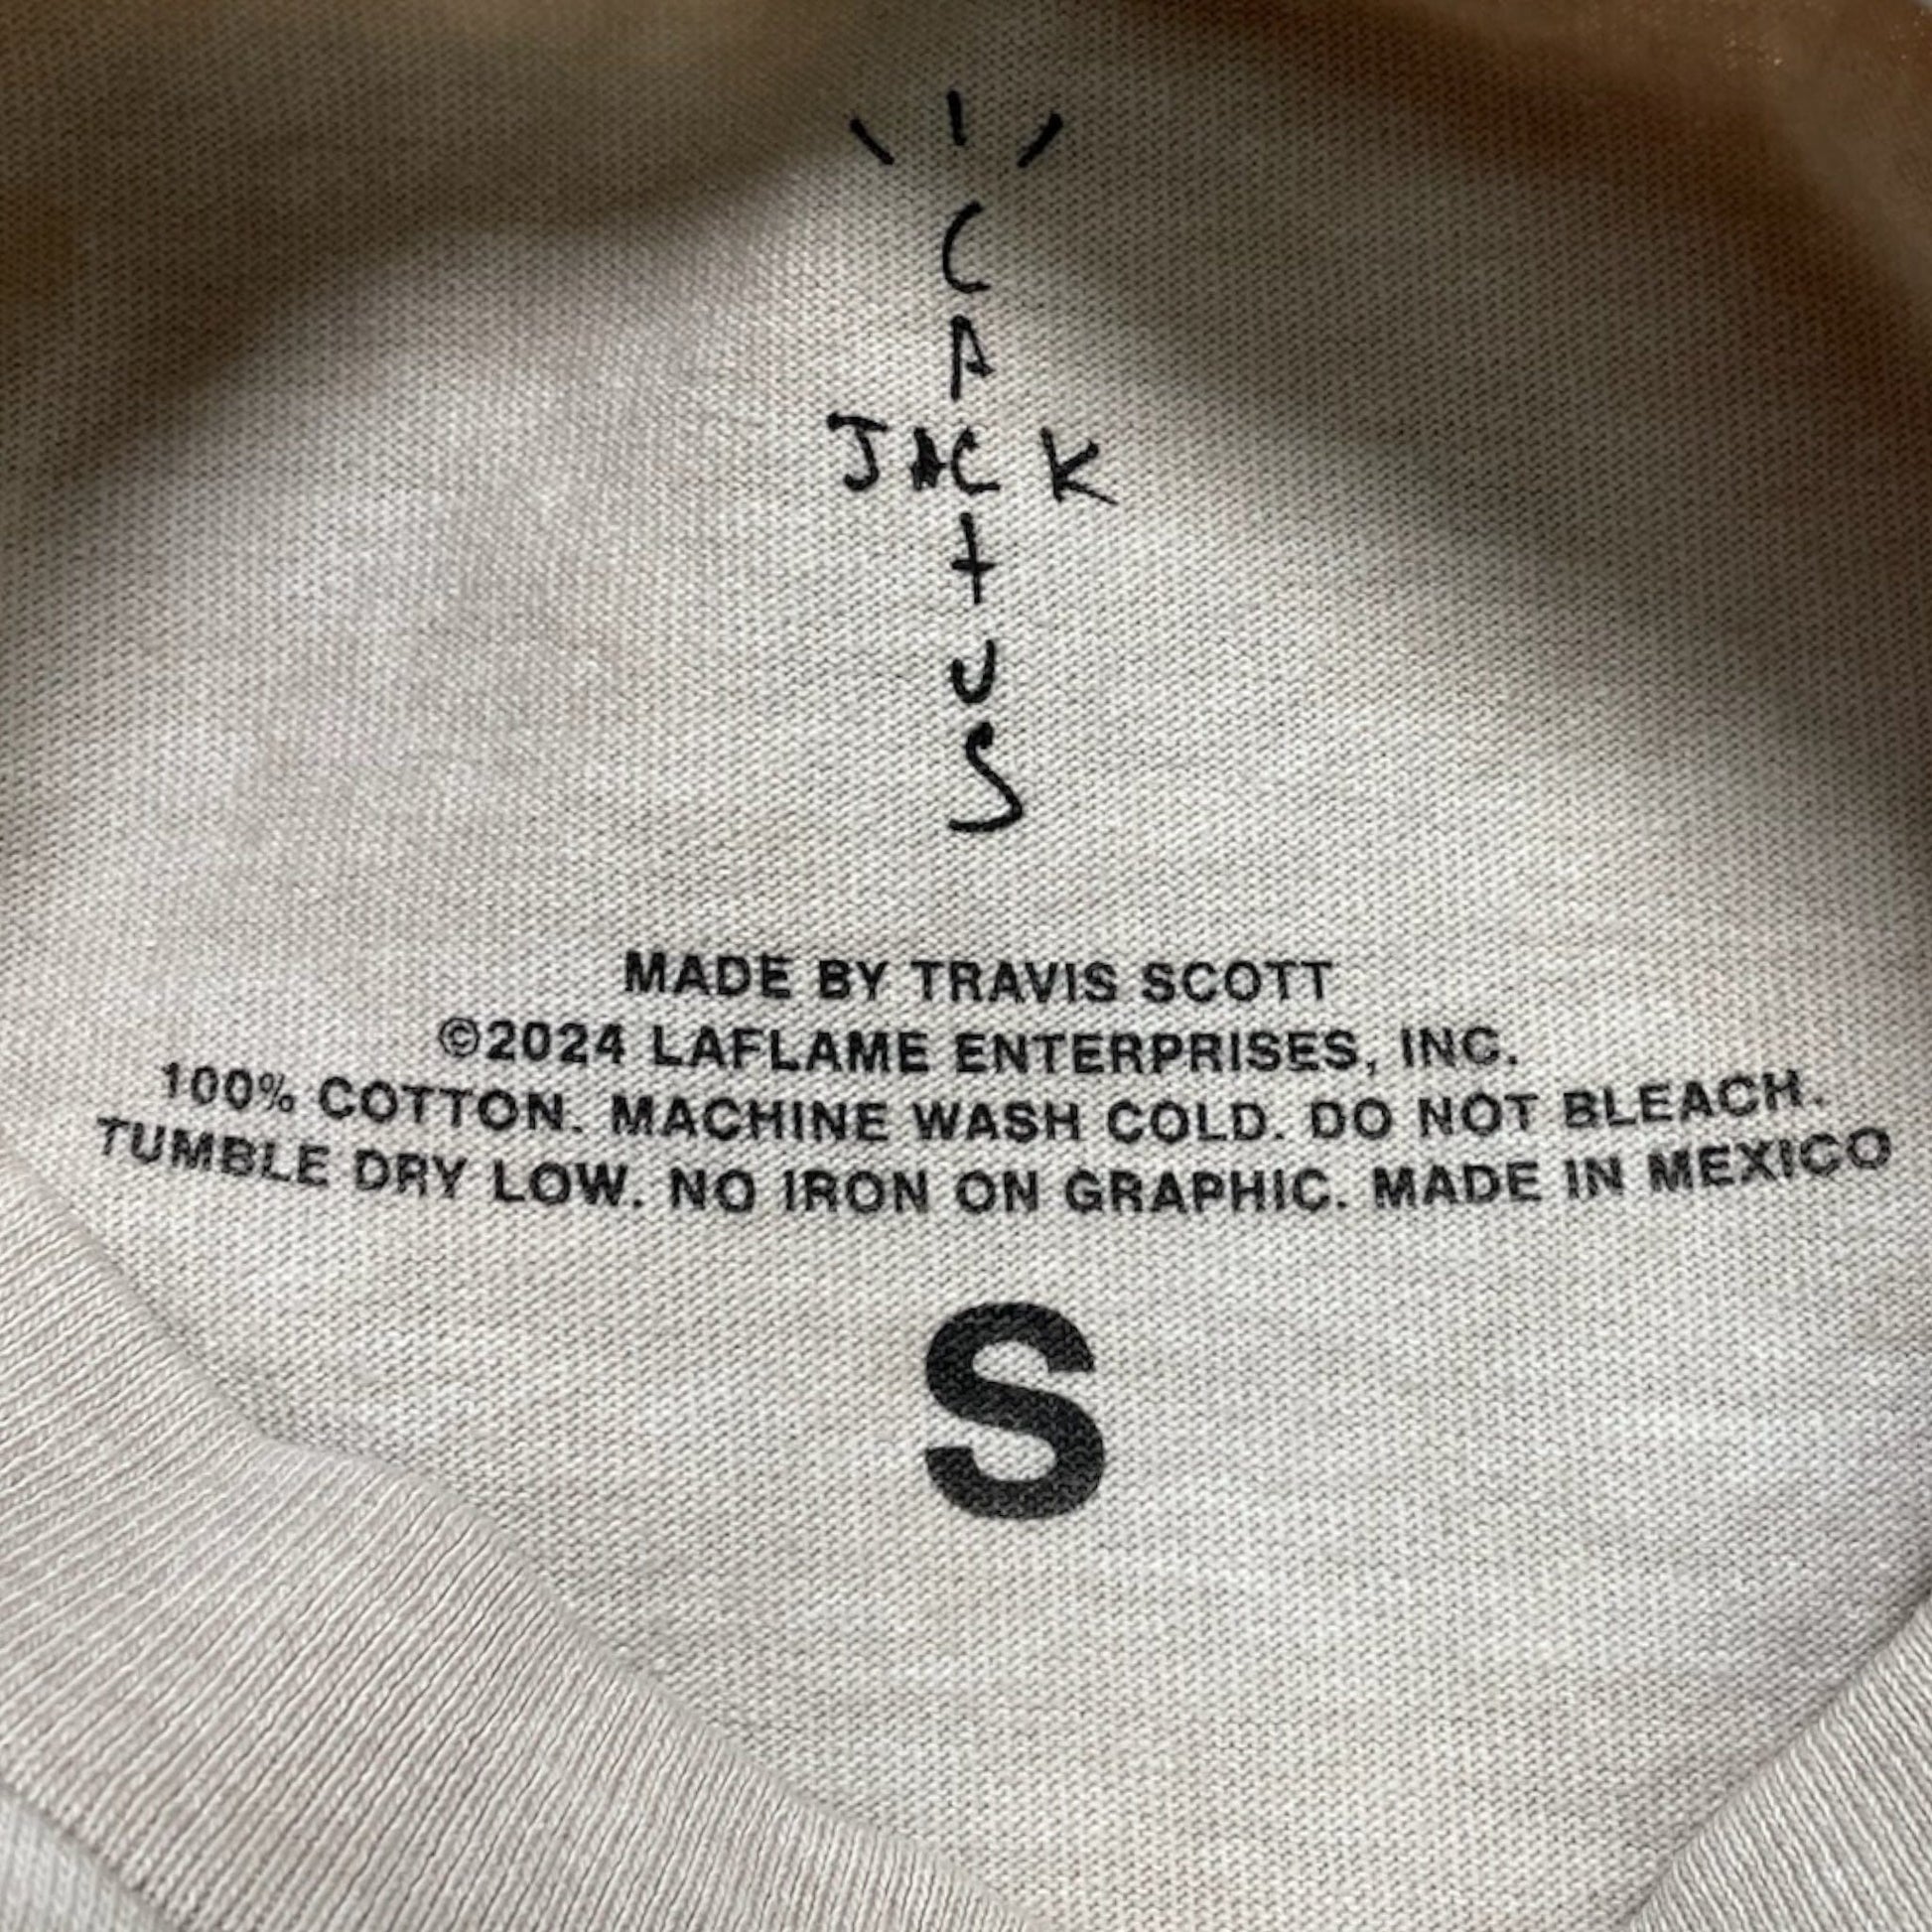 C
A
JACK
T
U
S
MADE BY TRAVIS SCOTT
©2024 LAFLAME ENTERPRISES, INC.
100% COTTON. MACHINE WASH COLD. DO NOT BLEACH.
TUMBLE DRY LOW. NO IRON ON GRAPHIC. MADE IN MEXICO
S